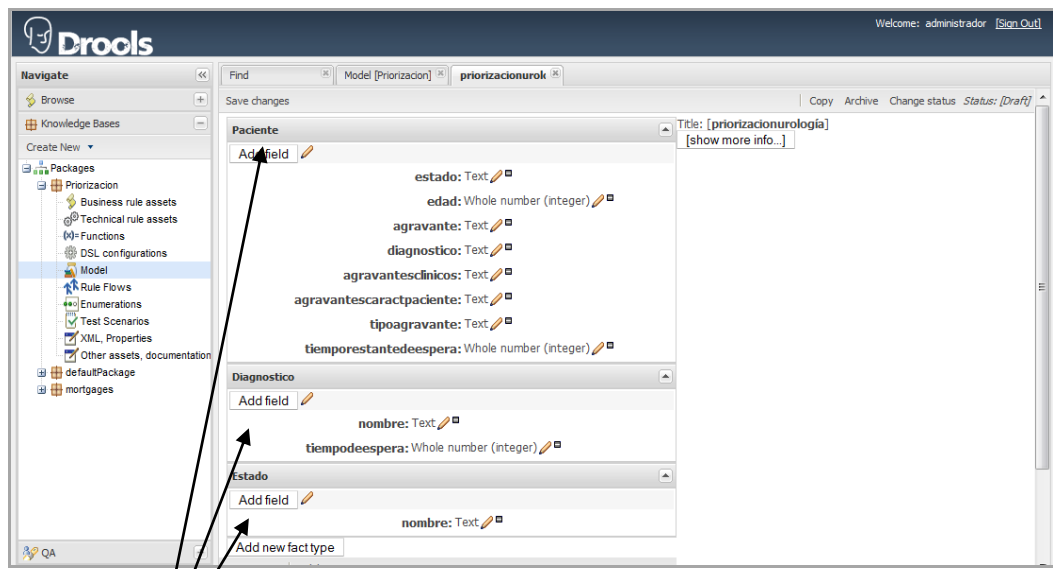 Drools
Welcome: administrador [Sign Out]
Navigate
Browse
Knowledge Bases
Create New
Packages
Priorizacion
Business rule assets
Technical rule assets
Functions
DSL configurations
Model
Rule Flows
Enumerations
Test Scenarios
XML, Properties
Other assets, documentation
defaultPackage
mortgages
QA
Find
Model [Priorizacion]
priorizacionurok
Save changes
Copy Archive Change status Status: [Draft]
Paciente
Add field
estado: Text
edad: Whole number (integer)
agravante: Text
diagnostico: Text
agravantesclinicos: Text
agravantescaractpaciente: Text
tipoagravante: Text
tiemporestantedeespera: Whole number (integer)
Diagnostico
Add field
nombre: Text
tiempodeespera: Whole number (integer)
Estado
Add field
nombre: Text
Add new fact type
Title: [priorizacionurología]
[show more info...]